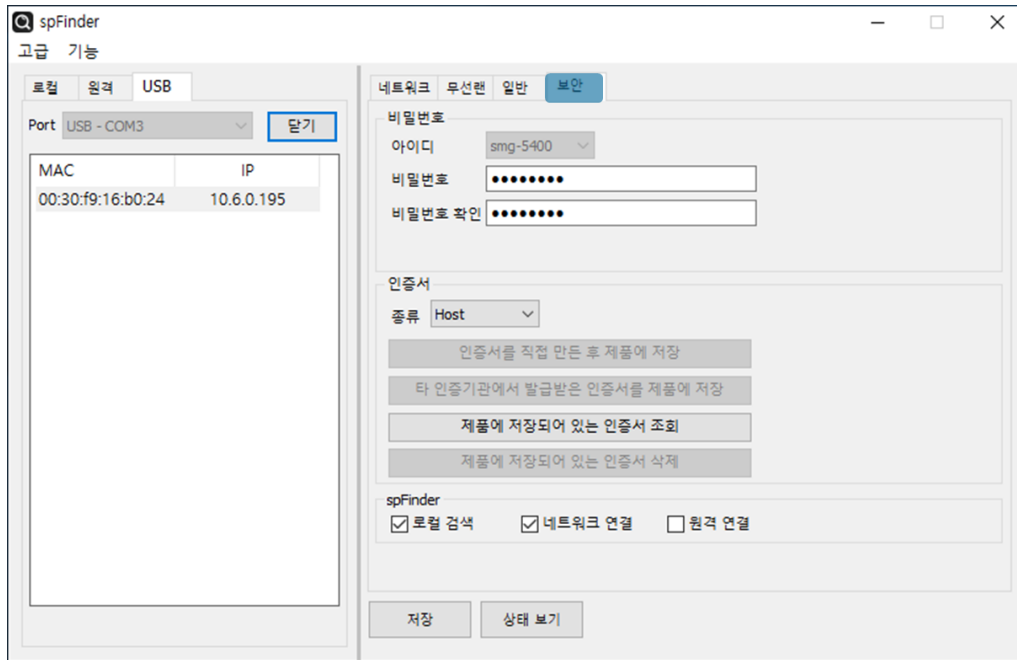 spFinder
고급 기능
로컬 원격 USB
Port USB - COM3 닫기
MAC IP
00:30:f9:16:b0:24 10.6.0.195
네트워크 무선랜 일반 보안
비밀번호
아이디 smg-5400
비밀번호 ●●●●●●●●
비밀번호 확인 ●●●●●●●●
인증서
종류 Host
인증서를 직접 만든 후 제품에 저장
타 인증기관에서 발급받은 인증서를 제품에 저장
제품에 저장되어 있는 인증서 조회
제품에 저장되어 있는 인증서 삭제
spFinder
로컬 검색 네트워크 연결 원격 연결
저장 상태 보기